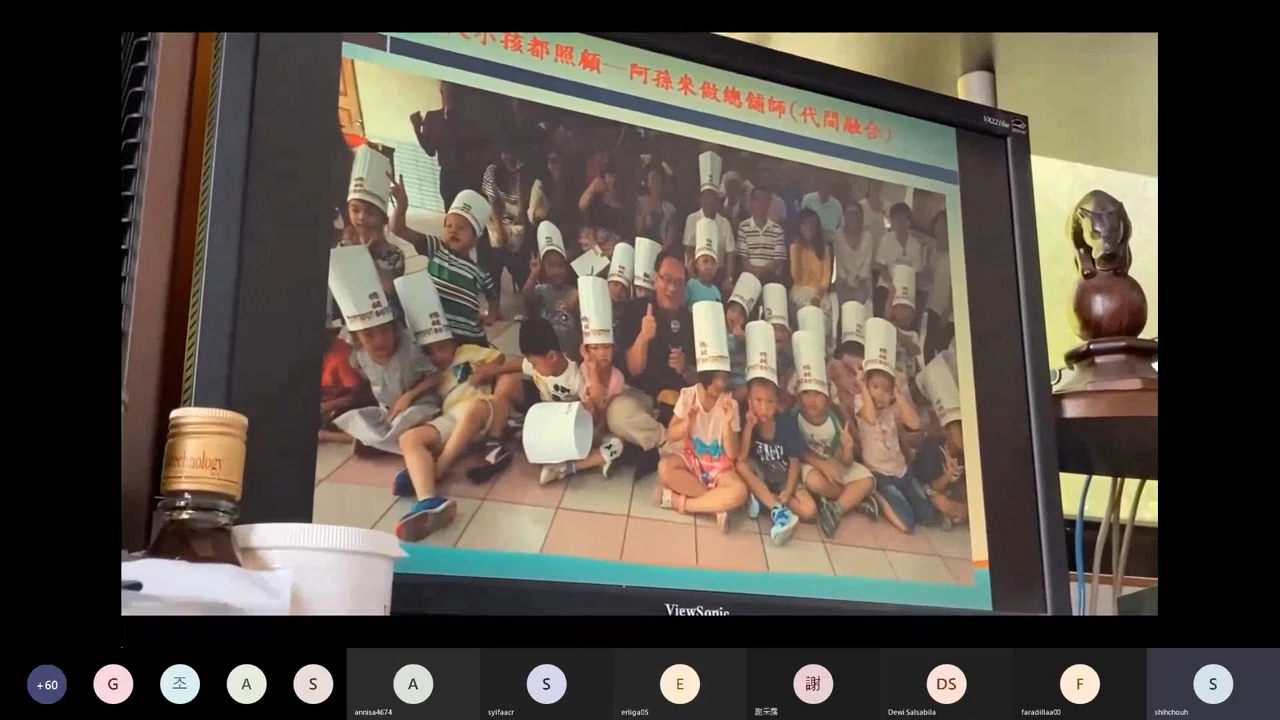 小孩都照顧—阿孫來做總舖師(代間融合)
technology
ViewSonic
+60 G 조 A S A S E 謝 DS F S
annisa4674 syifaacr erliga05 Dewi Salsabila faradillaa00 shihchouh